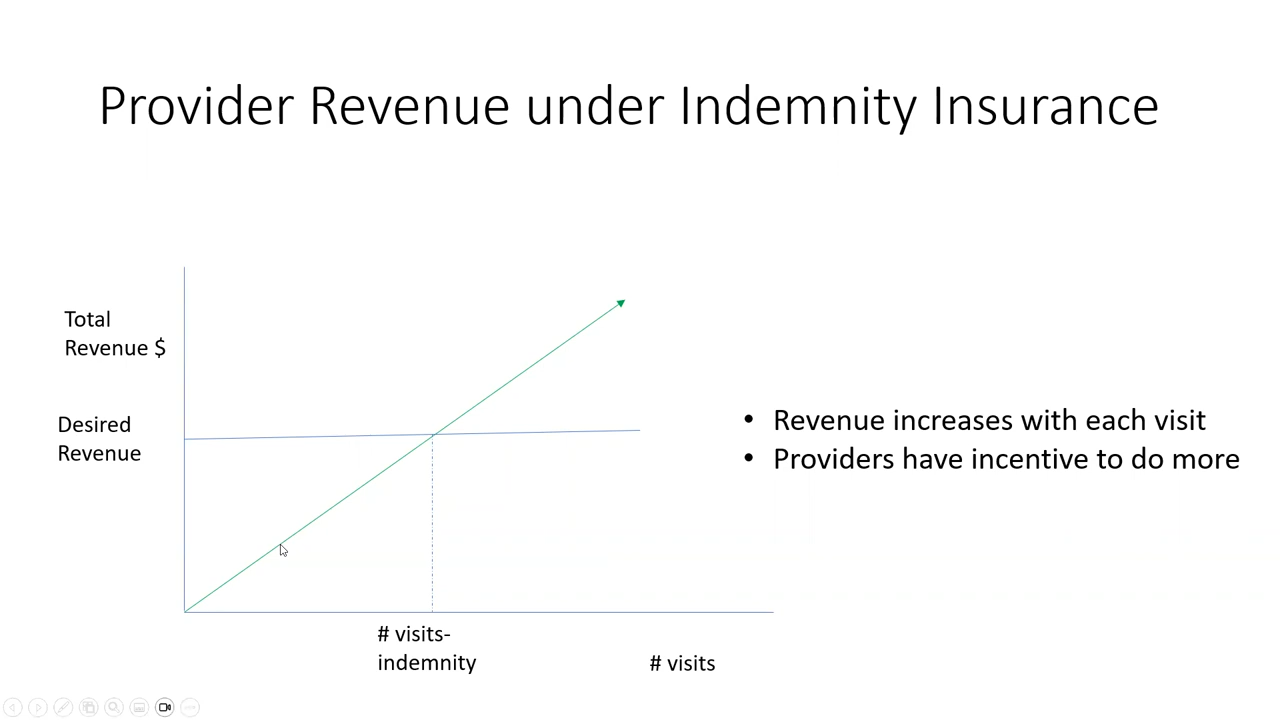 Provider Revenue under Indemnity Insurance
Total
Revenue $
Desired
Revenue
• Revenue increases with each visit
• Providers have incentive to do more
# visits-
indemnity
# visits